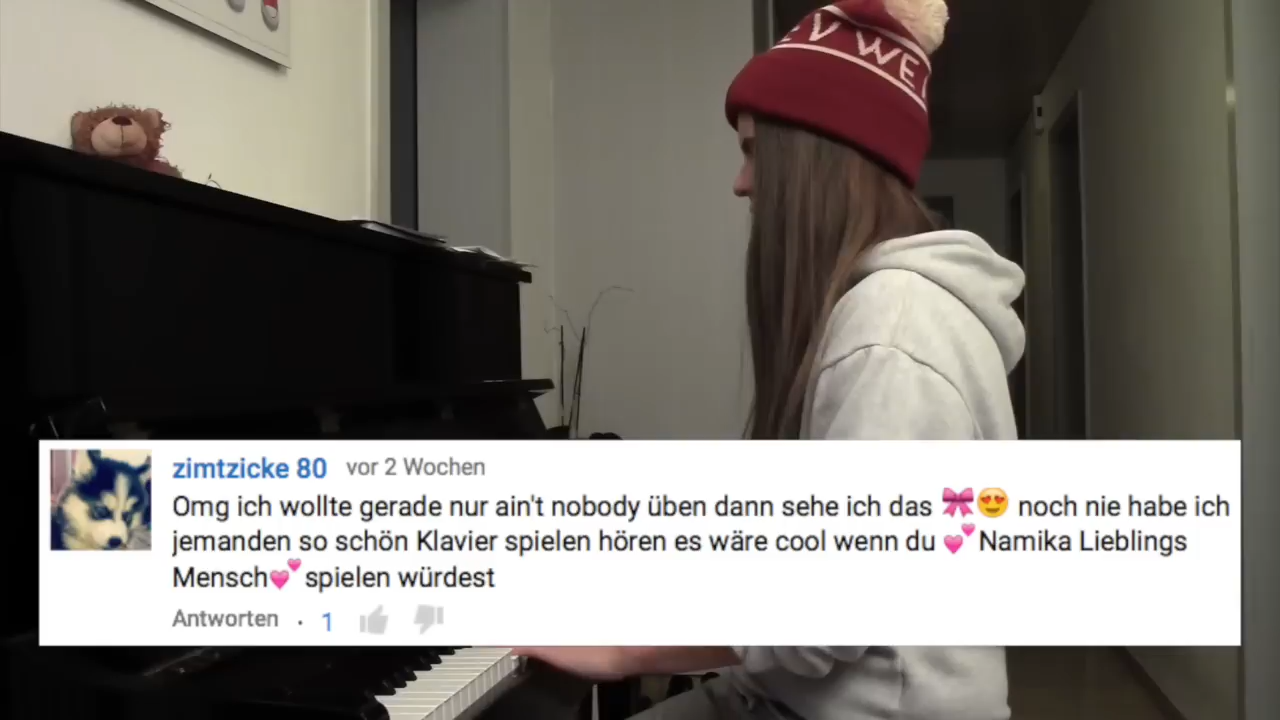 EV WE
zimtzicke 80 vor 2 Wochen
Omg ich wollte gerade nur ain't nobody üben dann sehe ich das 🎀😍 noch nie habe ich
jemanden so schön Klavier spielen hören es wäre cool wenn du 💕Namika Lieblings
Mensch💕spielen würdest
Antworten · 1